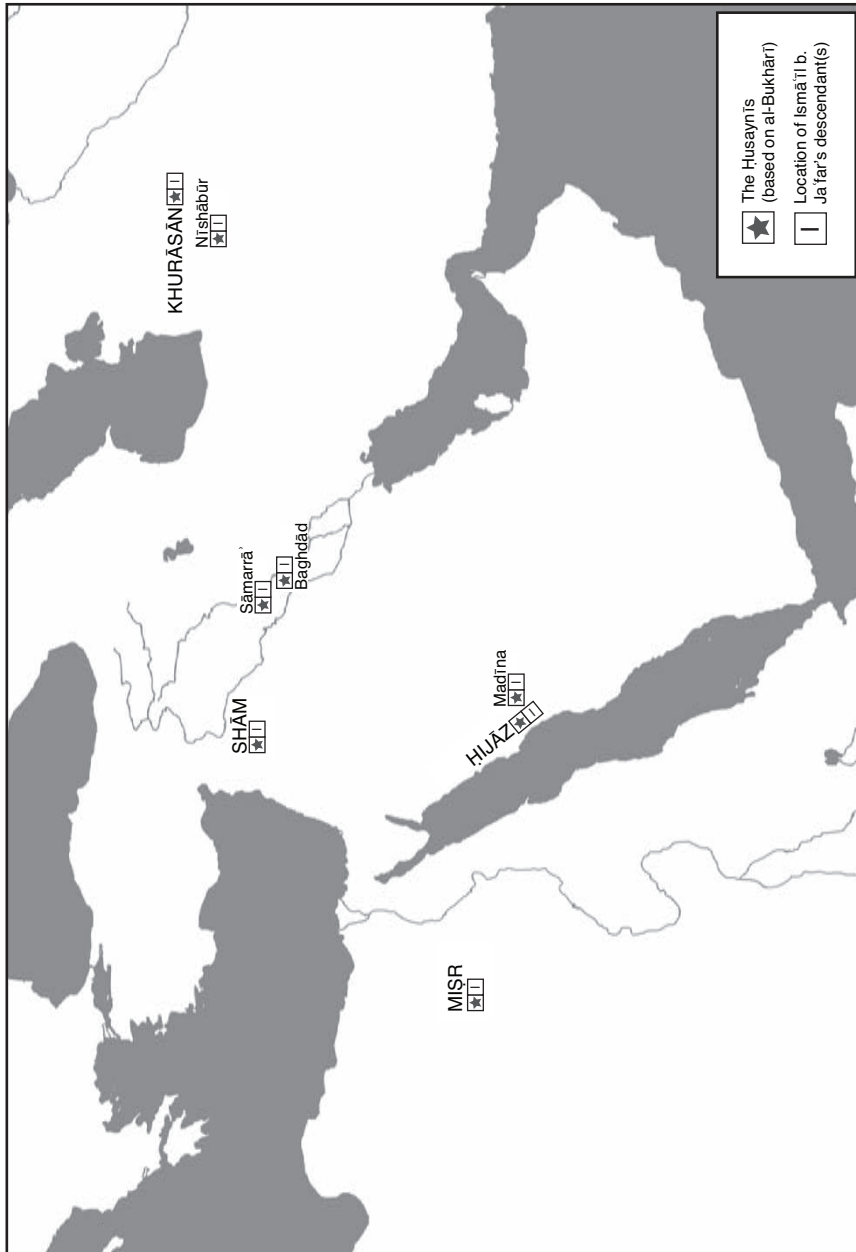 KHURĀSĀN
Nīshābūr
Sāmarrāʾ
Baghdād
SHĀM
Madīna
ḤIJĀZ
MIṢR
The Ḥusaynīs
(based on al-Bukhārī)
Location of Ismāʿīl b.
Jaʿfar's descendant(s)
I
I
I
I
I
I
I
I
I